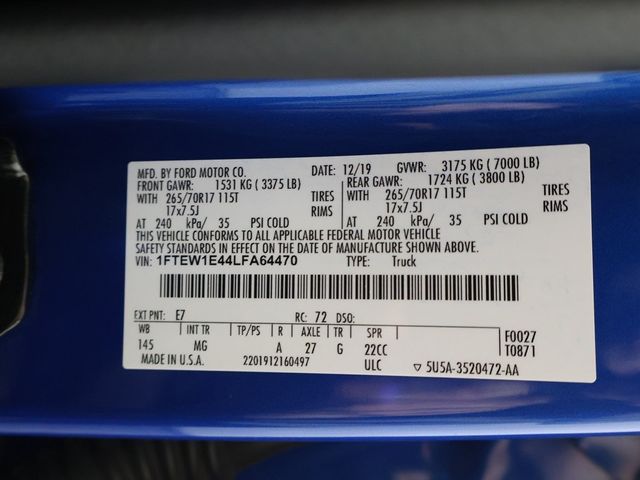 MFD. BY FORD MOTOR CO. DATE: 12/19 GVWR: 3175 KG ( 7000 LB)
FRONT GAWR: 1531 KG ( 3375 LB) REAR GAWR: 1724 KG ( 3800 LB)
WITH 265/70R17 115T TIRES WITH 265/70R17 115T TIRES
17x7.5J RIMS 17x7.5J RIMS
AT 240 kPa/ 35 PSI COLD AT 240 kPa/ 35 PSI COLD
THIS VEHICLE CONFORMS TO ALL APPLICABLE FEDERAL MOTOR VEHICLE
SAFETY STANDARDS IN EFFECT ON THE DATE OF MANUFACTURE SHOWN ABOVE.
VIN: 1FTEW1E44LFA64470 TYPE: Truck
EXT PNT: E7 RC: 72 DSO:
WB INT TR TP/PS R AXLE TR SPR F0027
145 MG A 27 G 22CC T0871
MADE IN U.S.A. 2201912160497 ULC ▽ 5U5A-3520472-AA